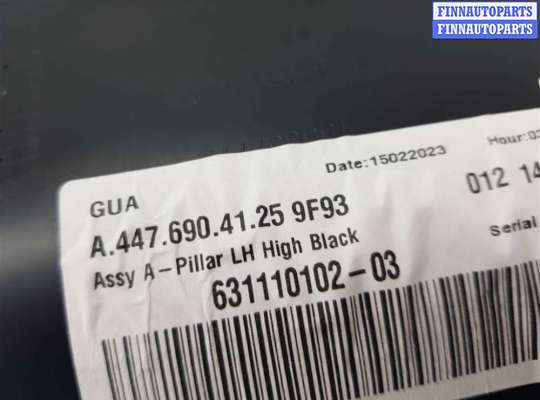 FINNAUTOPARTS
FINNAUTOPARTS
Date:15022023
Hour:03
GUA
012 14
A.447.690.41.25 9F93
Serial
Assy A-Pillar LH High Black
631110102-03